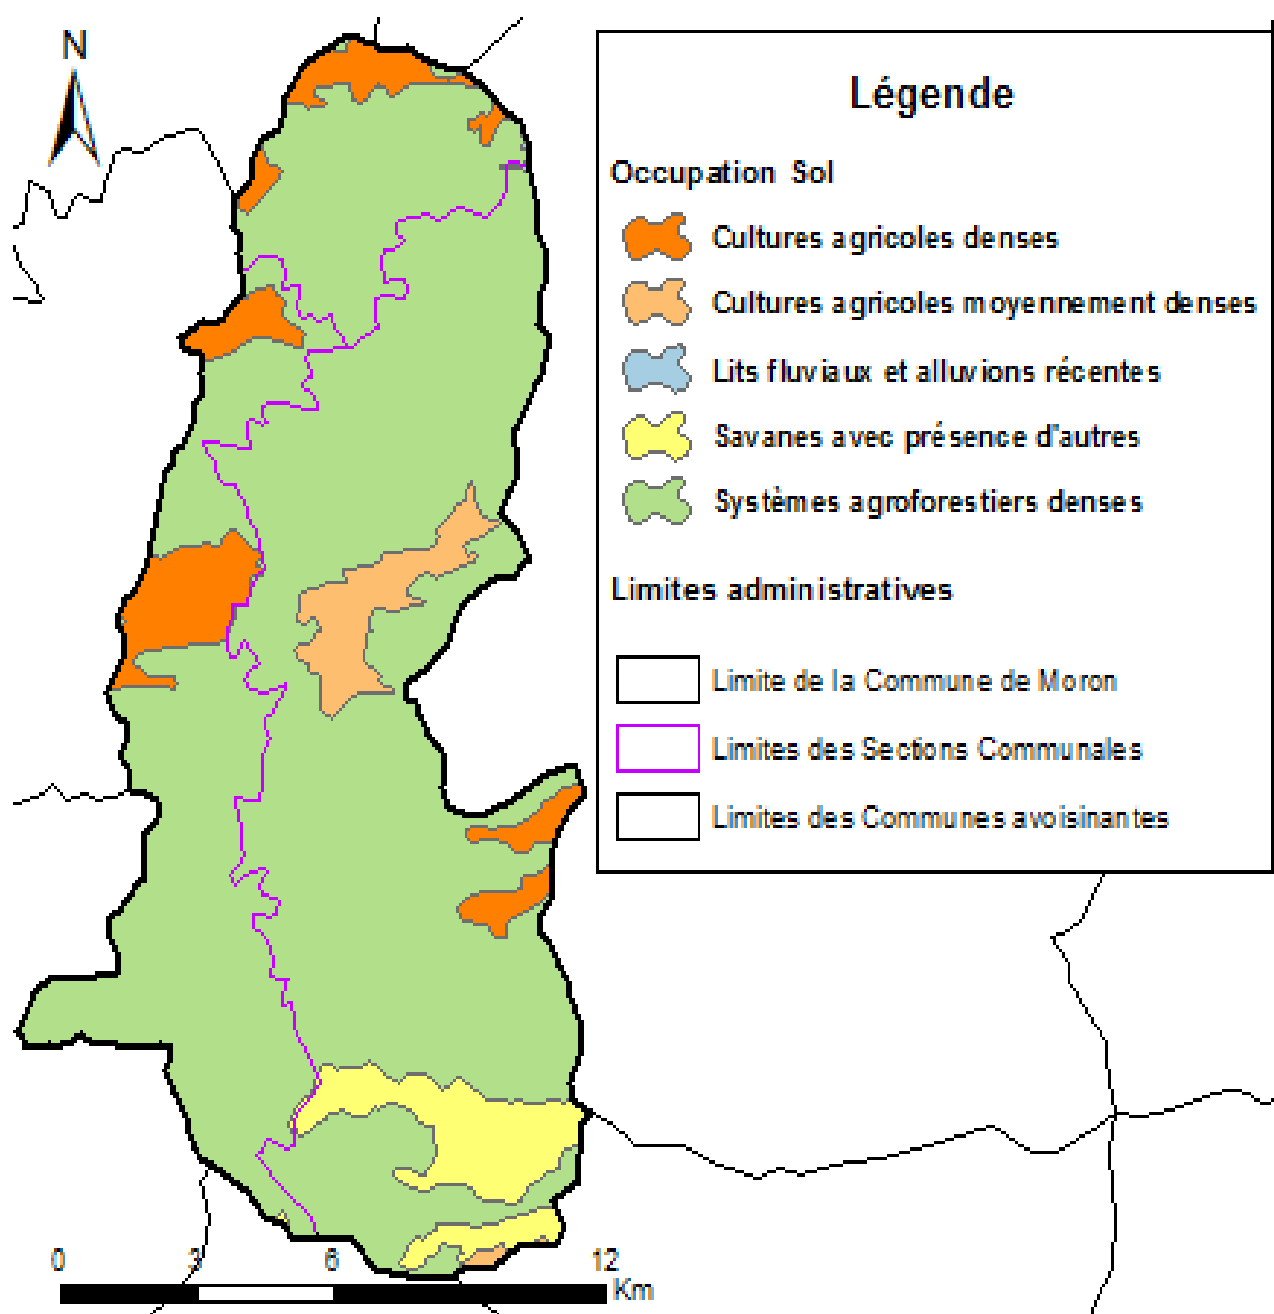 N
Légende
Occupation Sol
Cultures agricoles denses
Cultures agricoles moyennement denses
Lits fluviaux et alluvions récentes
Savanes avec présence d'autres
Systèmes agroforestiers denses
Limites administratives
Limite de la Commune de Moron
Limites des Sections Communales
Limites des Communes avoisinantes
0 3 6 12
Km